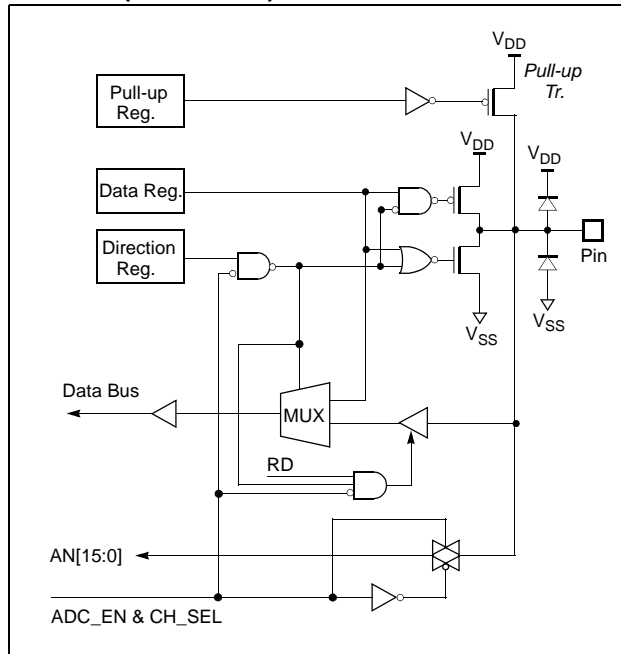 V_DD
Pull-up
Tr.
Pull-up
Reg.
V_DD
V_DD
Data Reg.
Direction
Reg.
Pin
V_SS
V_SS
Data Bus
MUX
RD
AN[15:0]
ADC_EN & CH_SEL